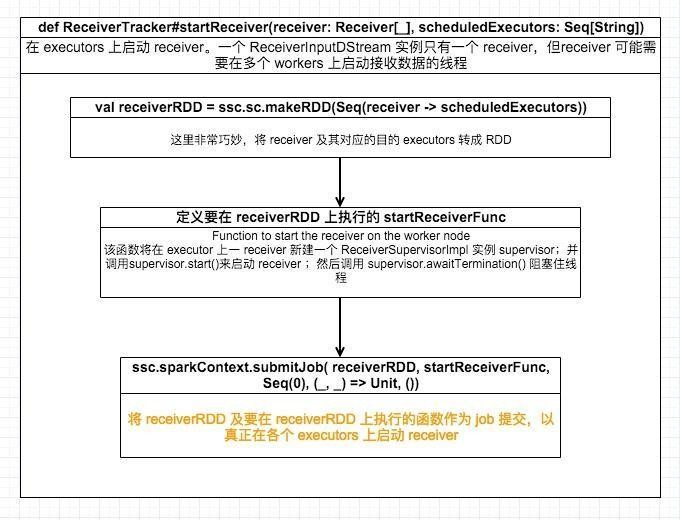 def ReceiverTracker#startReceiver(receiver: Receiver[_], scheduledExecutors: Seq[String])
在 executors 上启动 receiver。一个 ReceiverInputDStream 实例只有一个 receiver，但receiver 可能需
要在多个 workers 上启动接收数据的线程
val receiverRDD = ssc.sc.makeRDD(Seq(receiver -> scheduledExecutors))
这里非常巧妙，将 receiver 及其对应的目的 executors 转成 RDD
定义要在 receiverRDD 上执行的 startReceiverFunc
Function to start the receiver on the worker node
该函数将在 executor 上一 receiver 新建一个 ReceiverSupervisorImpl 实例 supervisor；并
调用supervisor.start()来启动 receiver ；然后调用 supervisor.awaitTermination() 阻塞住线
程
ssc.sparkContext.submitJob( receiverRDD, startReceiverFunc,
Seq(0), (_, _) => Unit, ())
将 receiverRDD 及要在 receiverRDD 上执行的函数作为 job 提交，以
真正在各个 executors 上启动 receiver